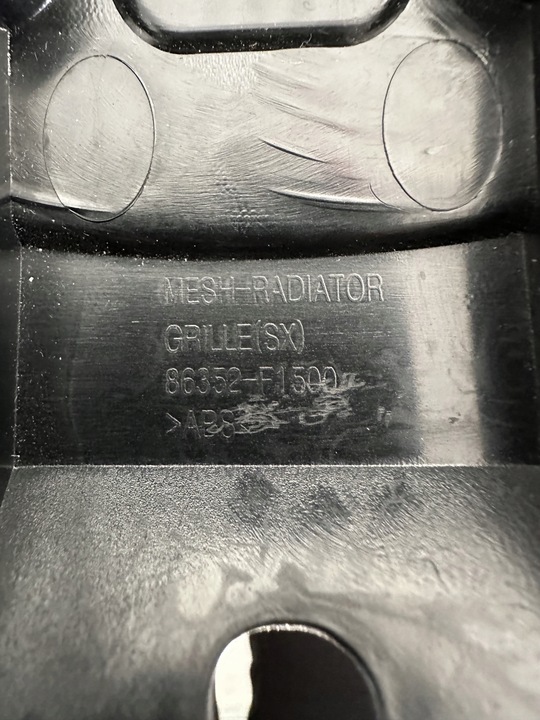 MESH-RADIATOR
GRILLE(SX)
86352-F1500
>ABS<